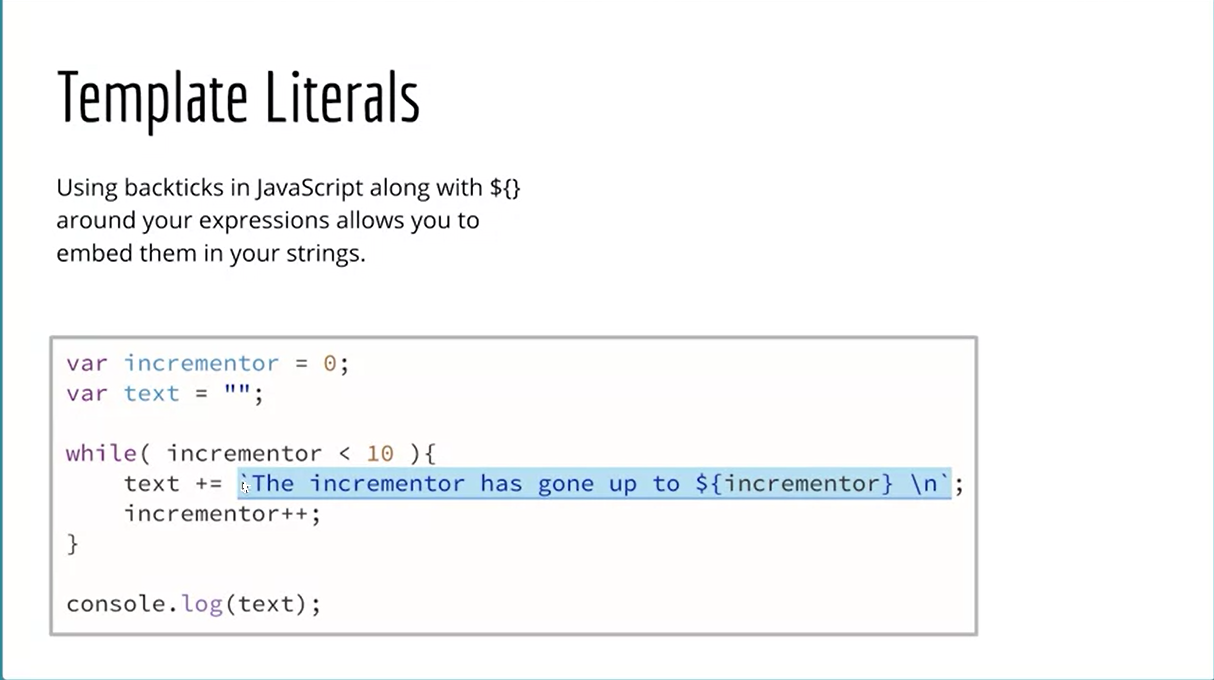 Template Literals
Using backticks in JavaScript along with ${}
around your expressions allows you to
embed them in your strings.
var incrementor = 0;
var text = "";
while( incrementor < 10 ){
    text += `The incrementor has gone up to ${incrementor} \n`;
    incrementor++;
}
console.log(text);